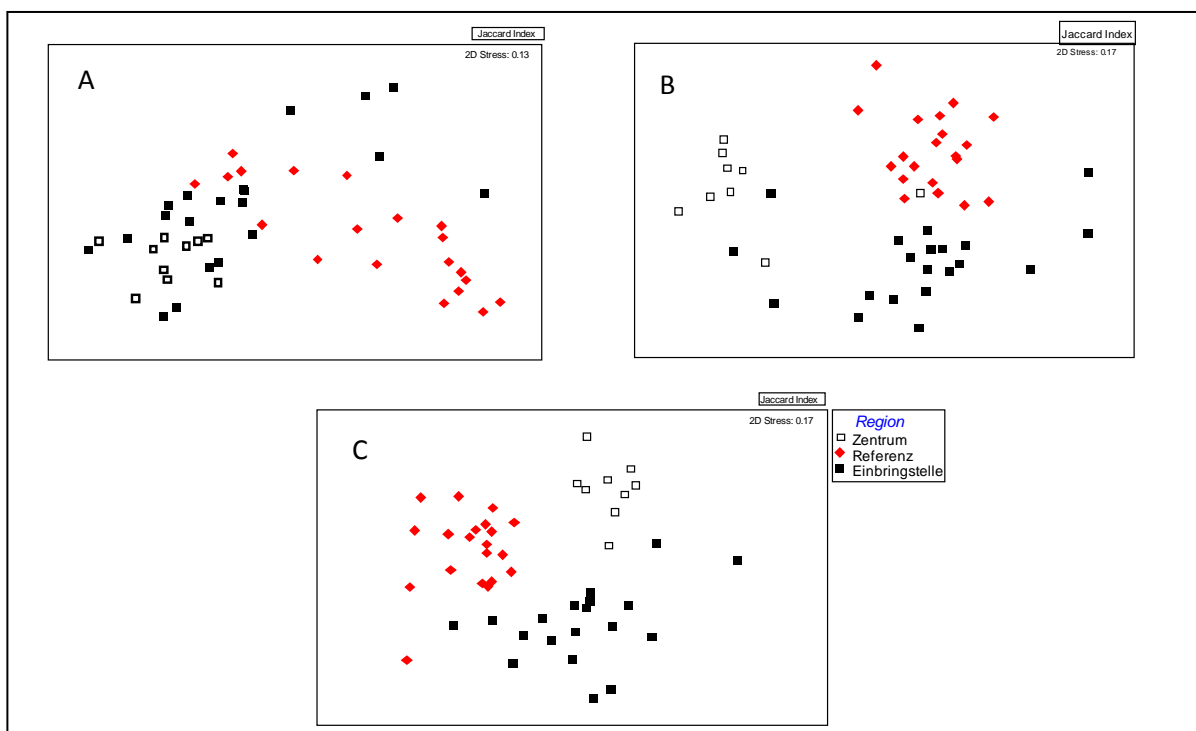 Jaccard Index
2D Stress: 0.13
A
Jaccard Index
2D Stress: 0.17
B
Jaccard Index
2D Stress: 0.17
C
Region
Zentrum
Referenz
Einbringstelle